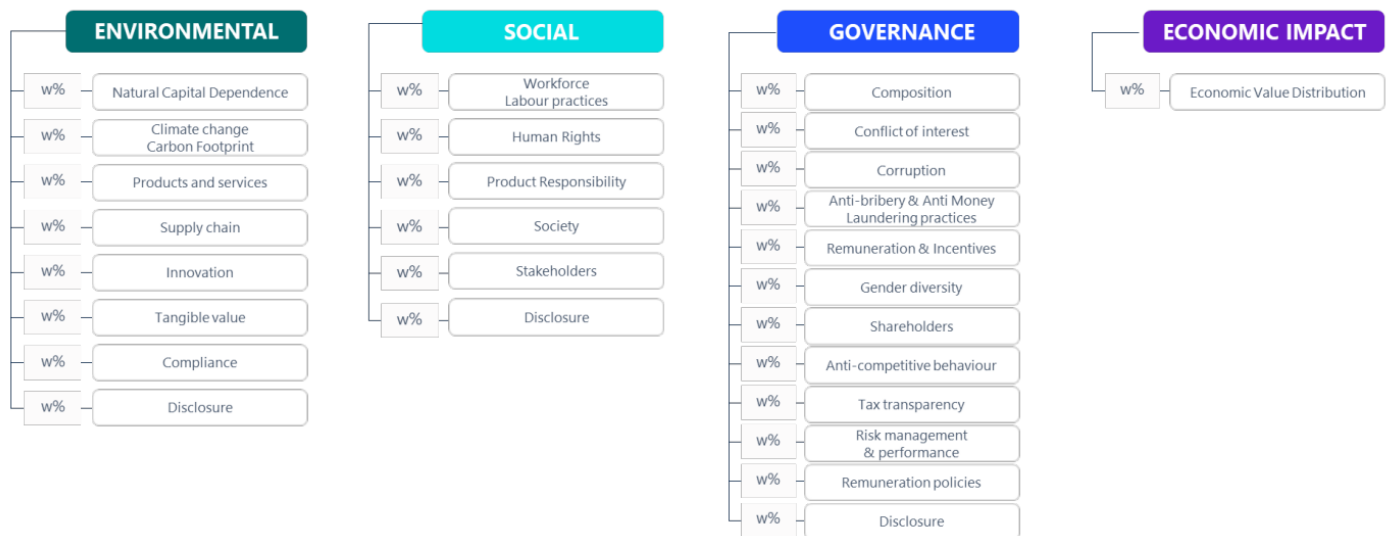 ENVIRONMENTAL
w% Natural Capital Dependence
w% Climate change
Carbon Footprint
w% Products and services
w% Supply chain
w% Innovation
w% Tangible value
w% Compliance
w% Disclosure
SOCIAL
w% Workforce
Labour practices
w% Human Rights
w% Product Responsibility
w% Society
w% Stakeholders
w% Disclosure
GOVERNANCE
w% Composition
w% Conflict of interest
w% Corruption
w% Anti-bribery & Anti Money
Laundering practices
w% Remuneration & Incentives
w% Gender diversity
w% Shareholders
w% Anti-competitive behaviour
w% Tax transparency
w% Risk management
& performance
w% Remuneration policies
w% Disclosure
ECONOMIC IMPACT
w% Economic Value Distribution